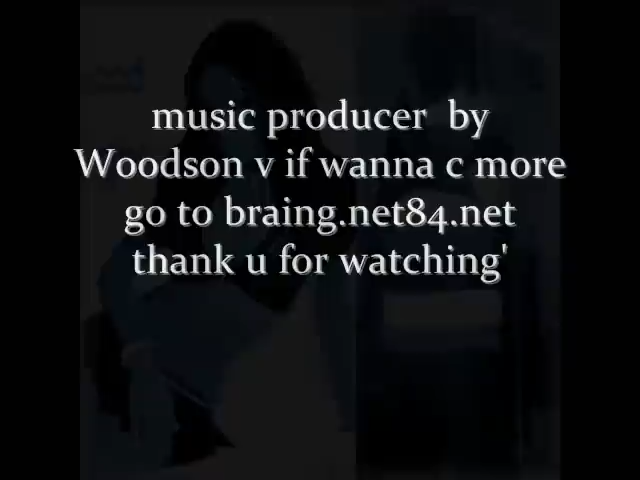 music producer  by
Woodson v if wanna c more
go to braing.net84.net
thank u for watching'